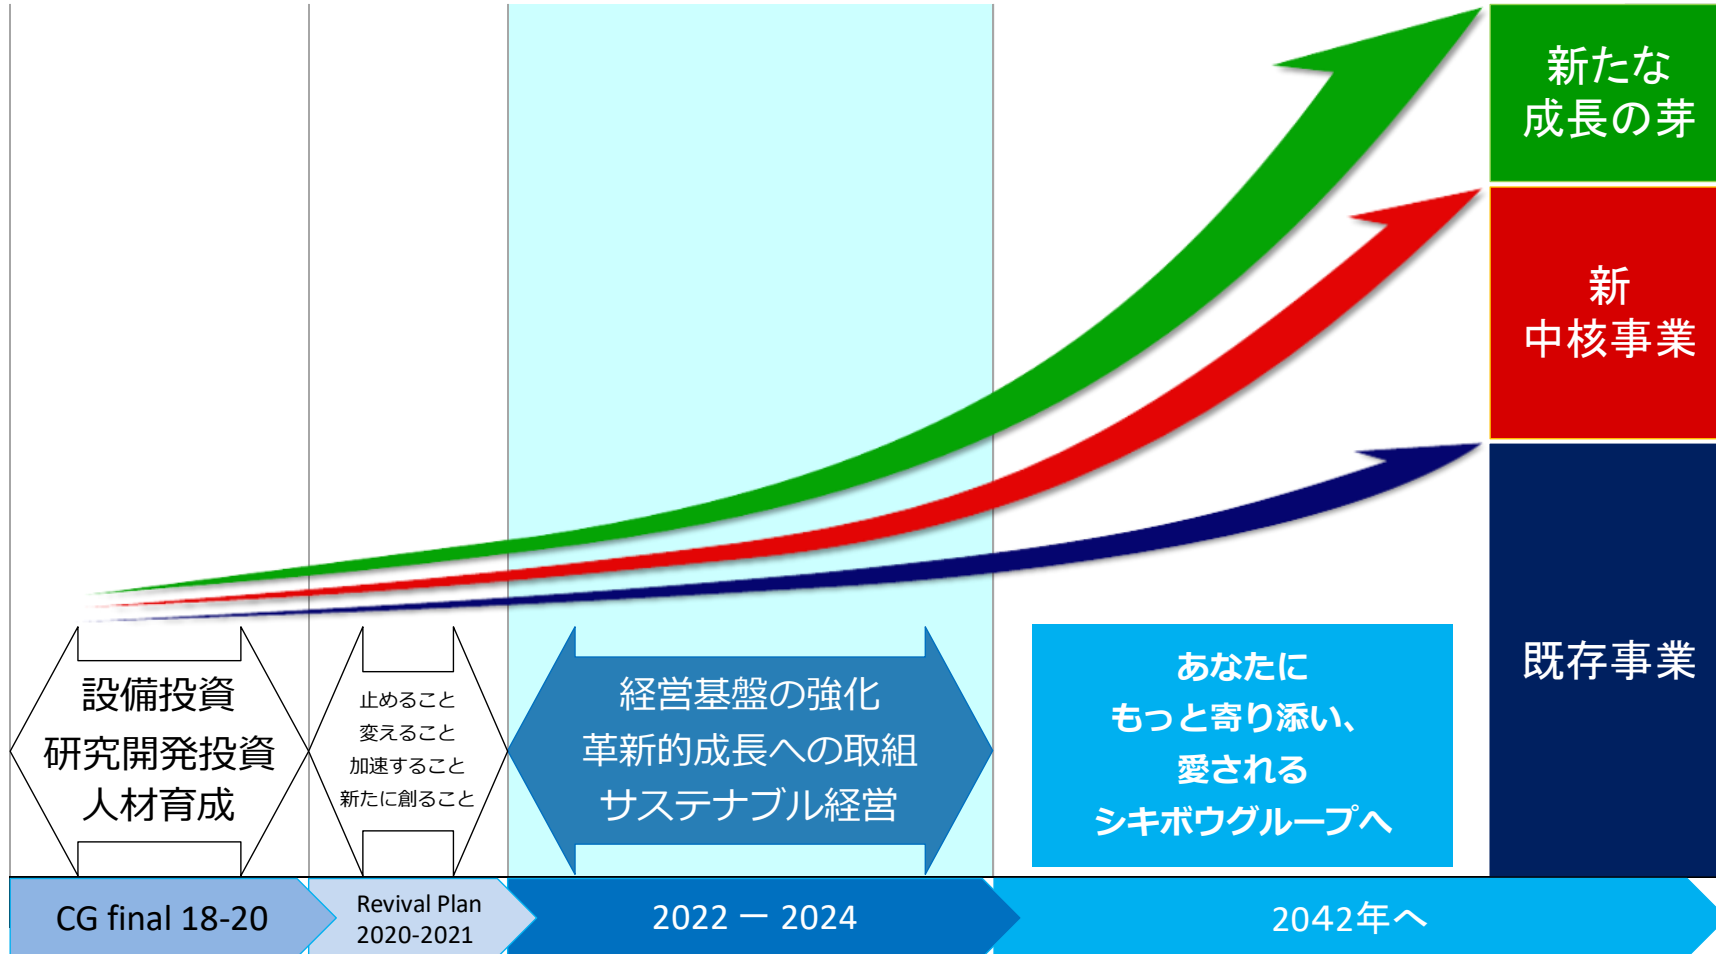 新たな
成長の芽
新
中核事業
既存事業
設備投資
研究開発投資
人材育成
止めること
変えること
加速すること
新たに創ること
経営基盤の強化
革新的成長への取組
サステナブル経営
あなたに
もっと寄り添い、
愛される
シキボウグループへ
CG final 18-20
Revival Plan
2020-2021
2022 ー 2024
2042年へ